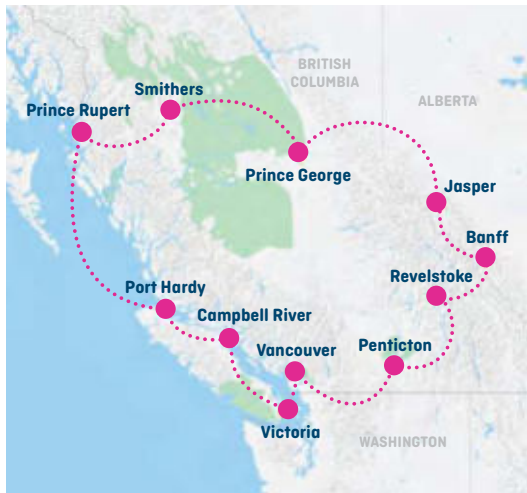 BRITISH
COLUMBIA
Smithers
ALBERTA
Prince Rupert
Prince George
Jasper
Banff
Revelstoke
Port Hardy
Campbell River
Vancouver
Penticton
Victoria
WASHINGTON